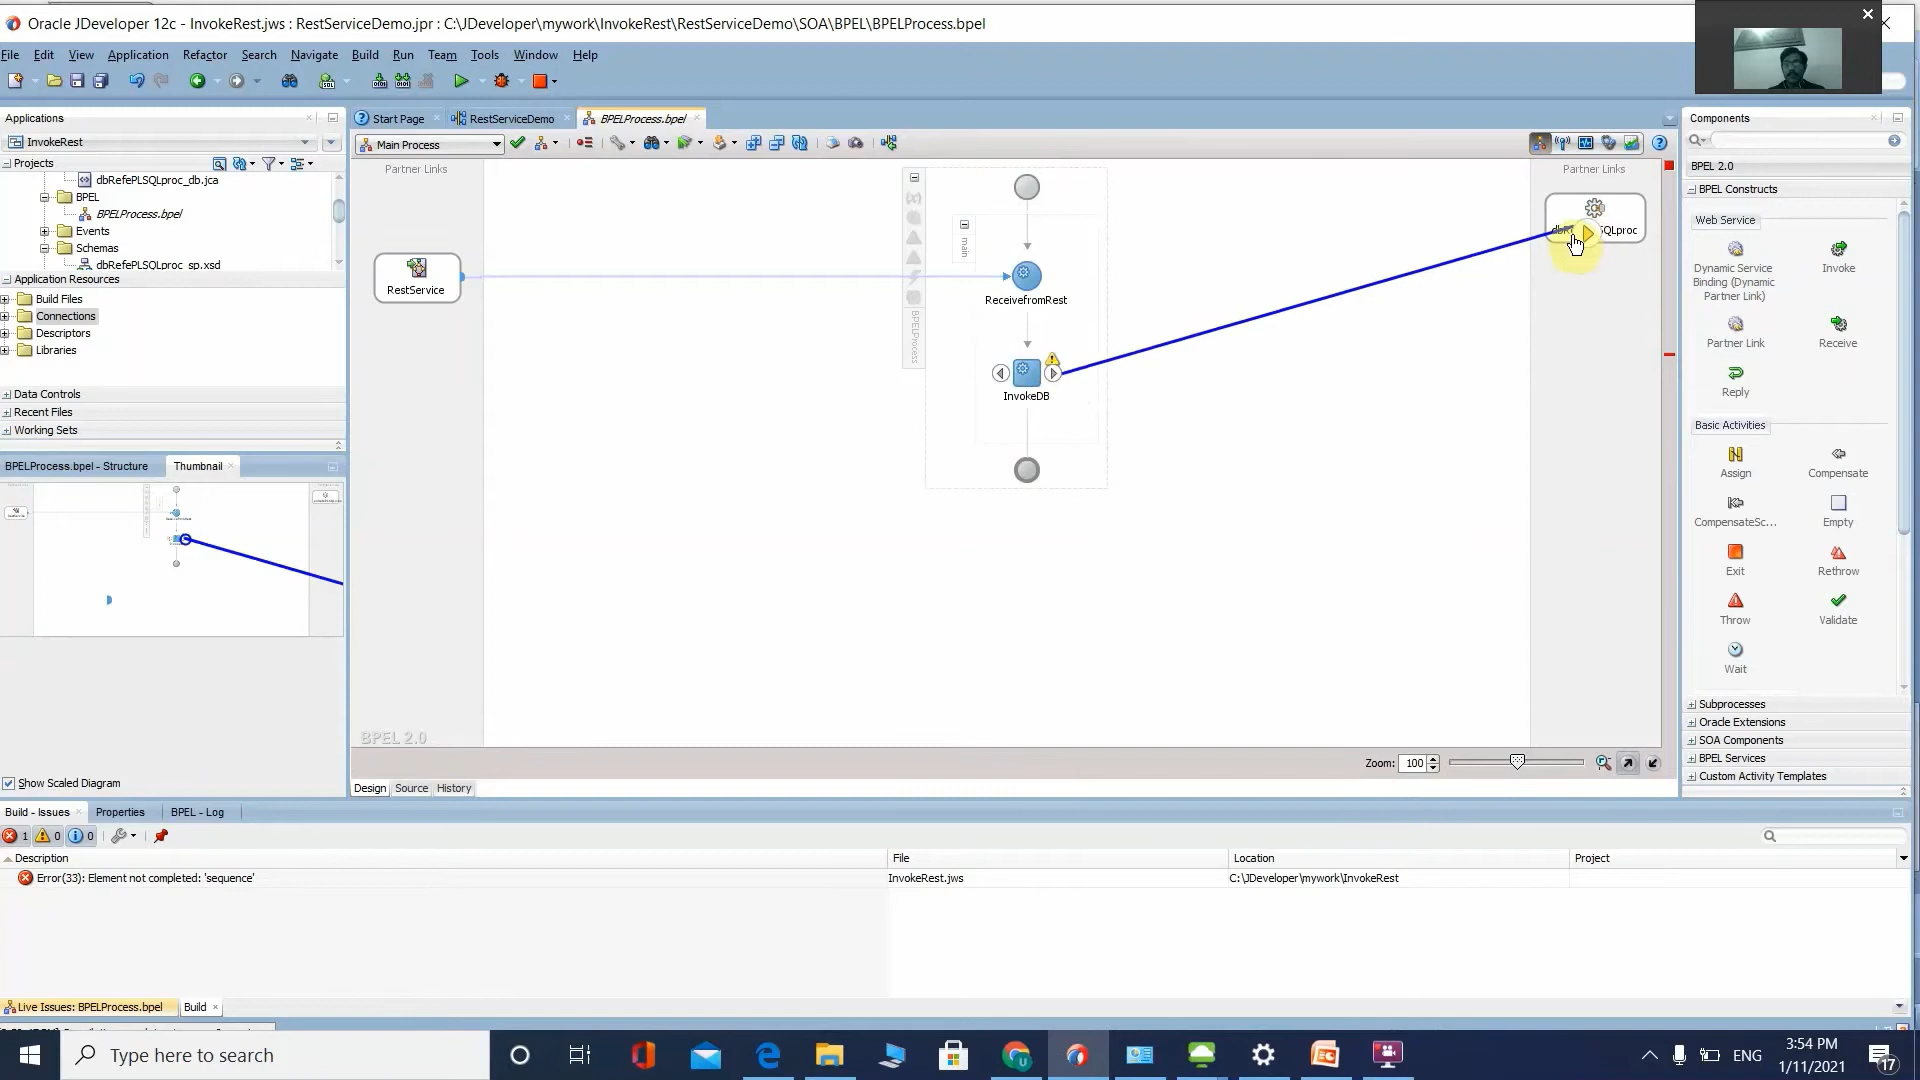 Oracle JDeveloper 12c - InvokeRest.jws : RestServiceDemo.jpr : C:\JDeveloper\mywork\InvokeRest\RestServiceDemo\SOA\BPEL\BPELProcess.bpel
File Edit View Application Refactor Search Navigate Build Run Team Tools Window Help
Applications
InvokeRest
Projects
dbRefePLSQLproc_db.jca
BPEL
BPELProcess.bpel
Events
Schemas
dbRefePLSQLproc_sp.xsd
Application Resources
Build Files
Connections
Descriptors
Libraries
Data Controls
Recent Files
Working Sets
BPELProcess.bpel - Structure
Thumbnail
Show Scaled Diagram
Start Page
RestServiceDemo
BPELProcess.bpel
Main Process
Partner Links
RestService
main
BPELProcess
ReceivefromRest
InvokeDB
Partner Links
SQLproc
BPEL 2.0
Zoom: 100
Design Source History
Components
BPEL 2.0
BPEL Constructs
Web Service
Dynamic Service Binding (Dynamic Partner Link)
Invoke
Partner Link
Receive
Reply
Basic Activities
Assign
Compensate
CompensateSc...
Empty
Exit
Rethrow
Throw
Validate
Wait
Subprocesses
Oracle Extensions
SOA Components
BPEL Services
Custom Activity Templates
Build - Issues
Properties
BPEL - Log
1 0 0
Description File Location Project
Error(33): Element not completed: 'sequence' InvokeRest.jws C:\JDeveloper\mywork\InvokeRest
Live Issues: BPELProcess.bpel
Build
Type here to search
ENG
3:54 PM
1/11/2021
17